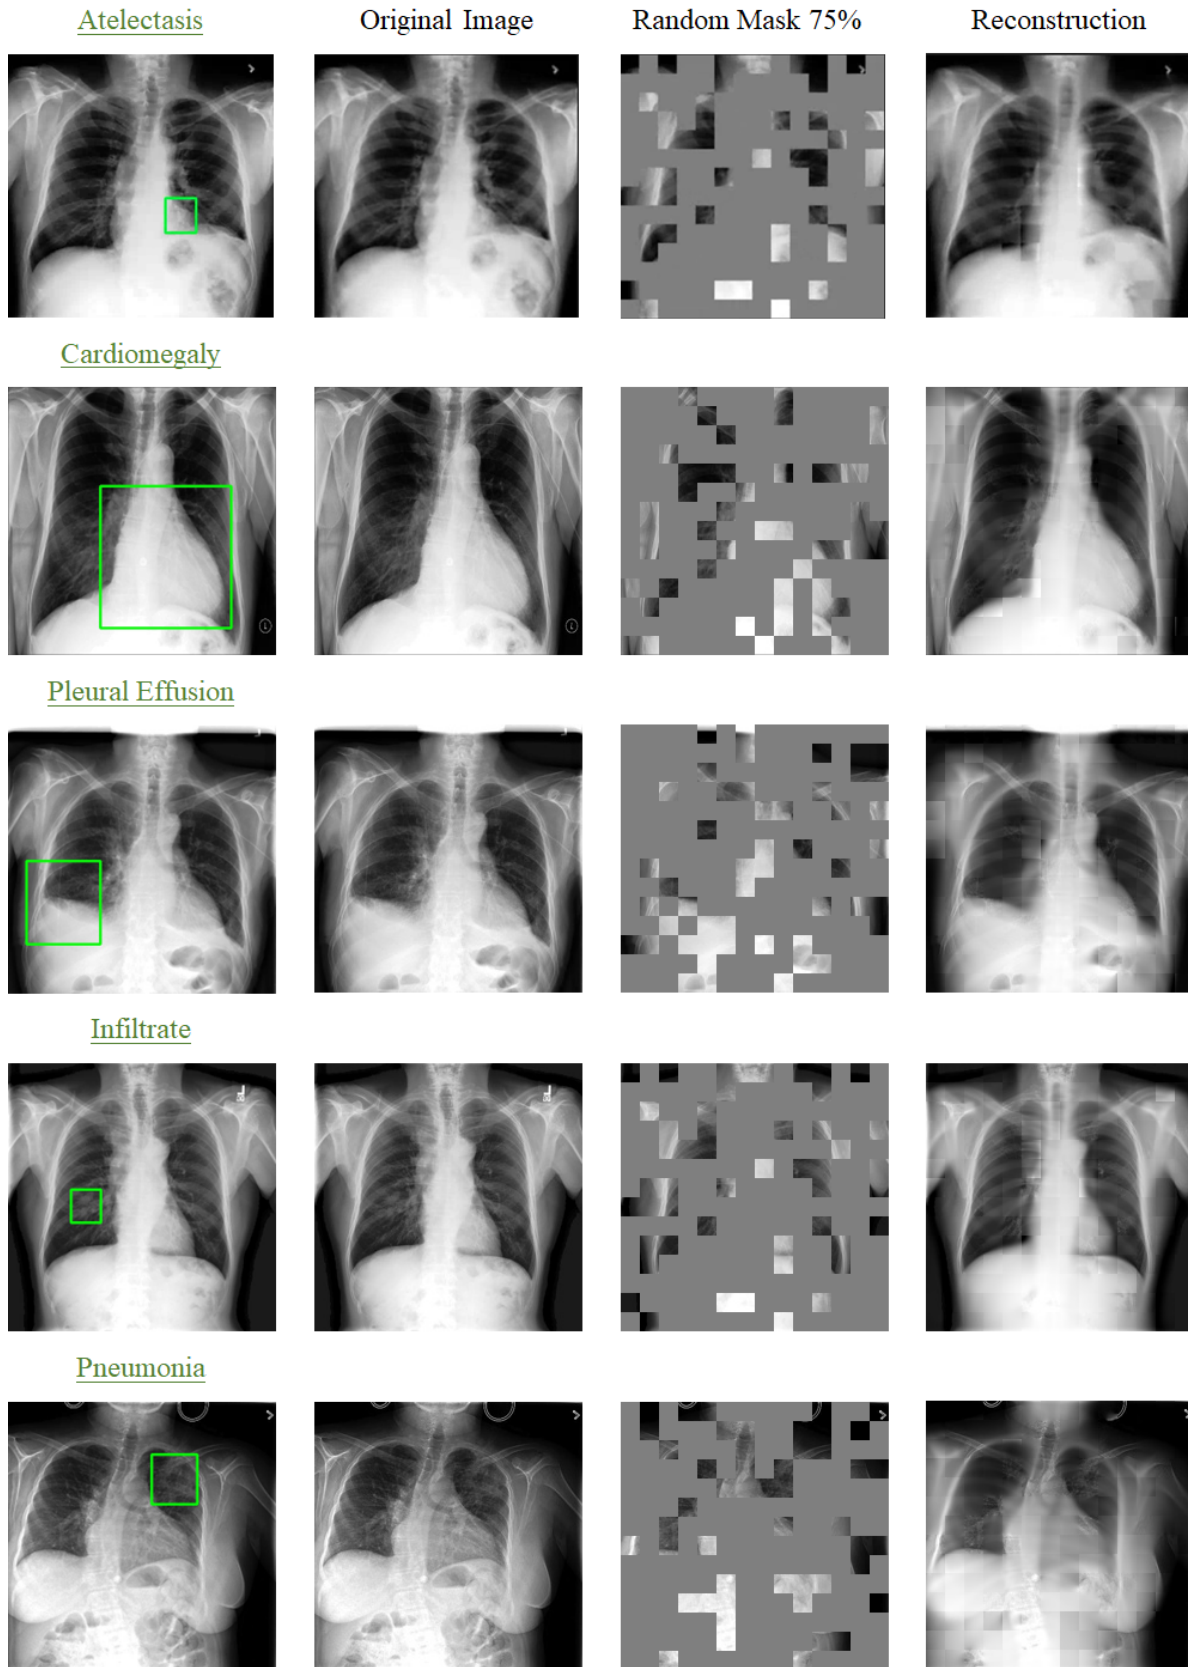 Atelectasis
Original Image
Random Mask 75%
Reconstruction
Cardiomegaly
Pleural Effusion
Infiltrate
Pneumonia